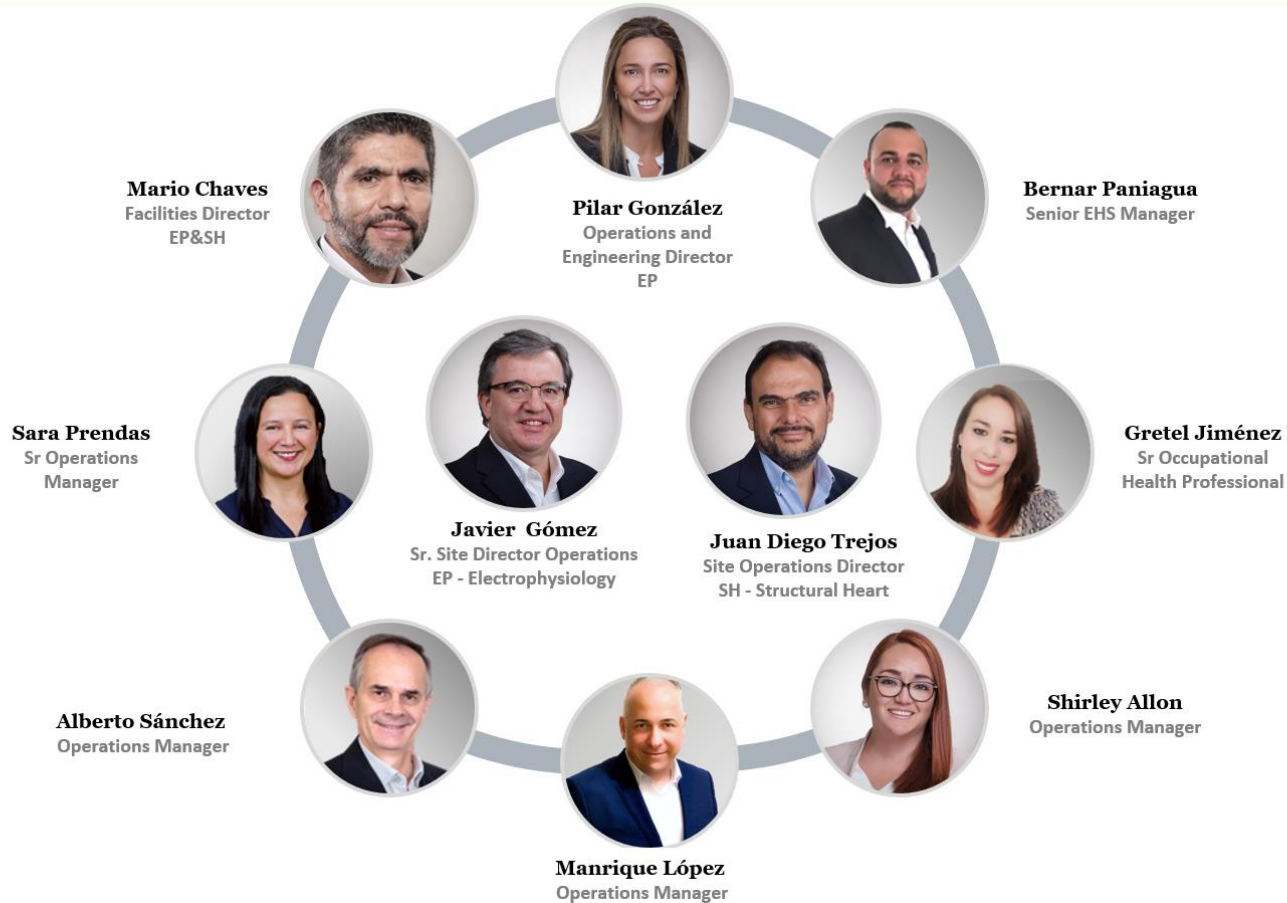 Pilar González
Operations and
Engineering Director
EP
Mario Chaves
Facilities Director
EP&SH
Bernar Paniagua
Senior EHS Manager
Sara Prendas
Sr Operations
Manager
Javier Gómez
Sr. Site Director Operations
EP - Electrophysiology
Juan Diego Trejos
Site Operations Director
SH - Structural Heart
Gretel Jiménez
Sr Occupational
Health Professional
Alberto Sánchez
Operations Manager
Shirley Allon
Operations Manager
Manrique López
Operations Manager